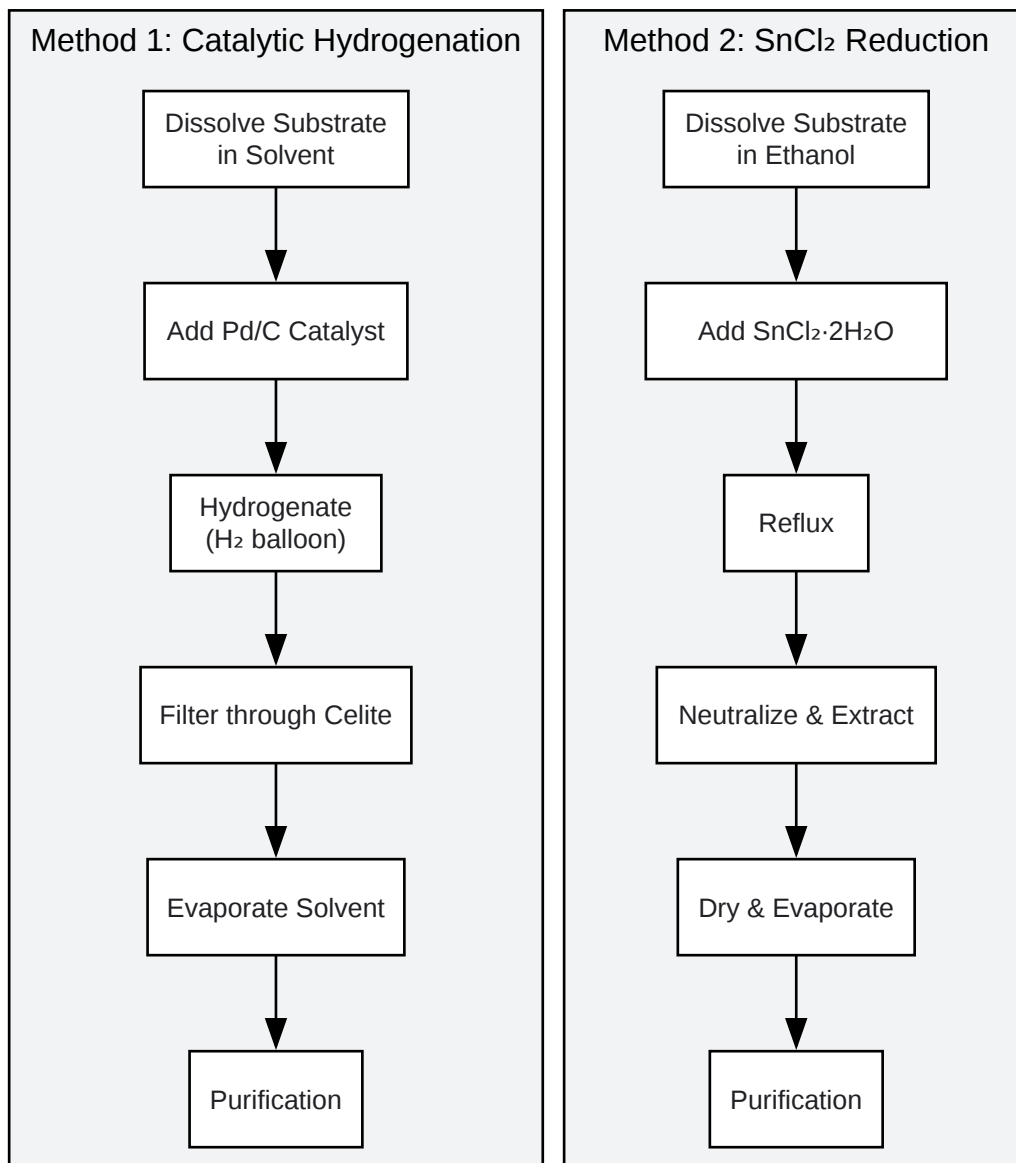 Method 1: Catalytic Hydrogenation
Dissolve Substrate
in Solvent
Add Pd/C Catalyst
Hydrogenate
(H₂ balloon)
Filter through Celite
Evaporate Solvent
Purification
Method 2: SnCl₂ Reduction
Dissolve Substrate
in Ethanol
Add SnCl₂·2H₂O
Reflux
Neutralize & Extract
Dry & Evaporate
Purification